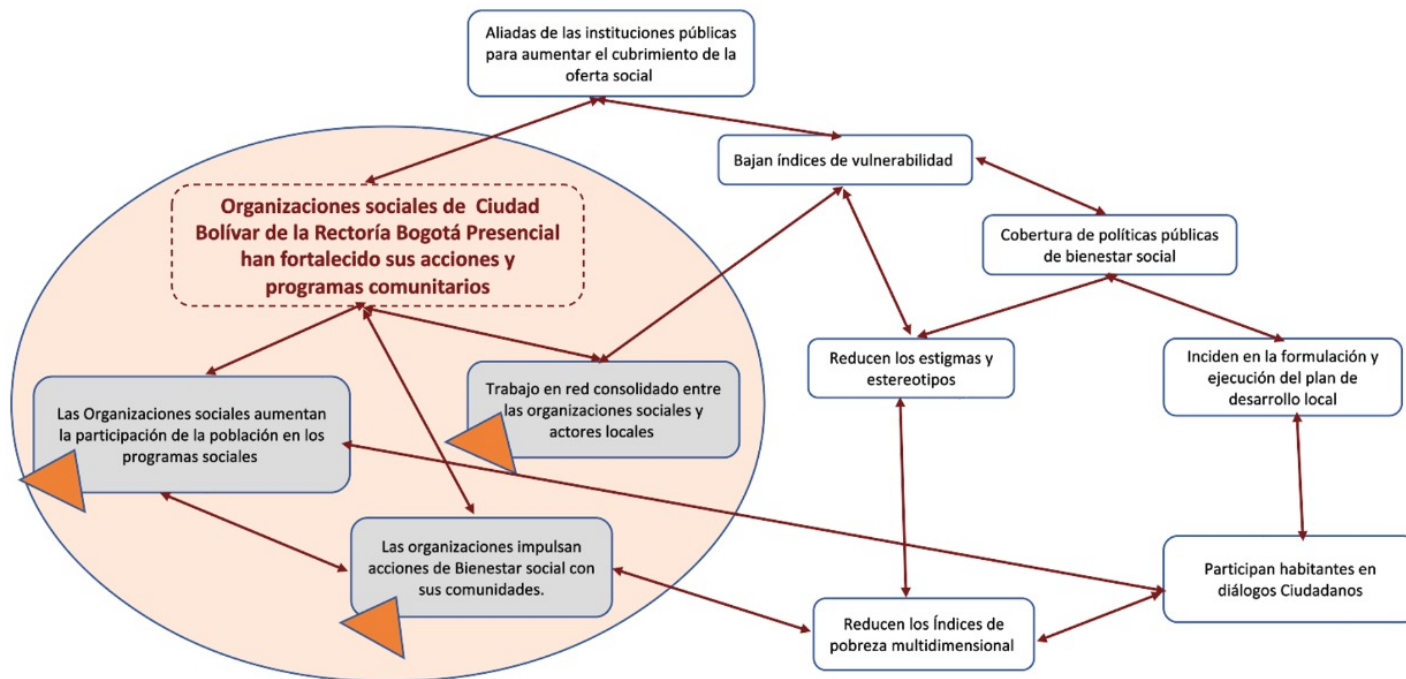 Aliadas de las instituciones públicas
para aumentar el cubrimiento de la
oferta social
Bajan índices de vulnerabilidad
Organizaciones sociales de Ciudad
Bolívar de la Rectoría Bogotá Presencial
han fortalecido sus acciones y
programas comunitarios
Cobertura de políticas públicas
de bienestar social
Trabajo en red consolidado entre
las organizaciones sociales y
actores locales
Reducen los estigmas y
estereotipos
Inciden en la formulación y
ejecución del plan de
desarrollo local
Las Organizaciones sociales aumentan
la participación de la población en los
programas sociales
Las organizaciones impulsan
acciones de Bienestar social con
sus comunidades.
Participan habitantes en
diálogos Ciudadanos
Reducen los Índices de
pobreza multidimensional